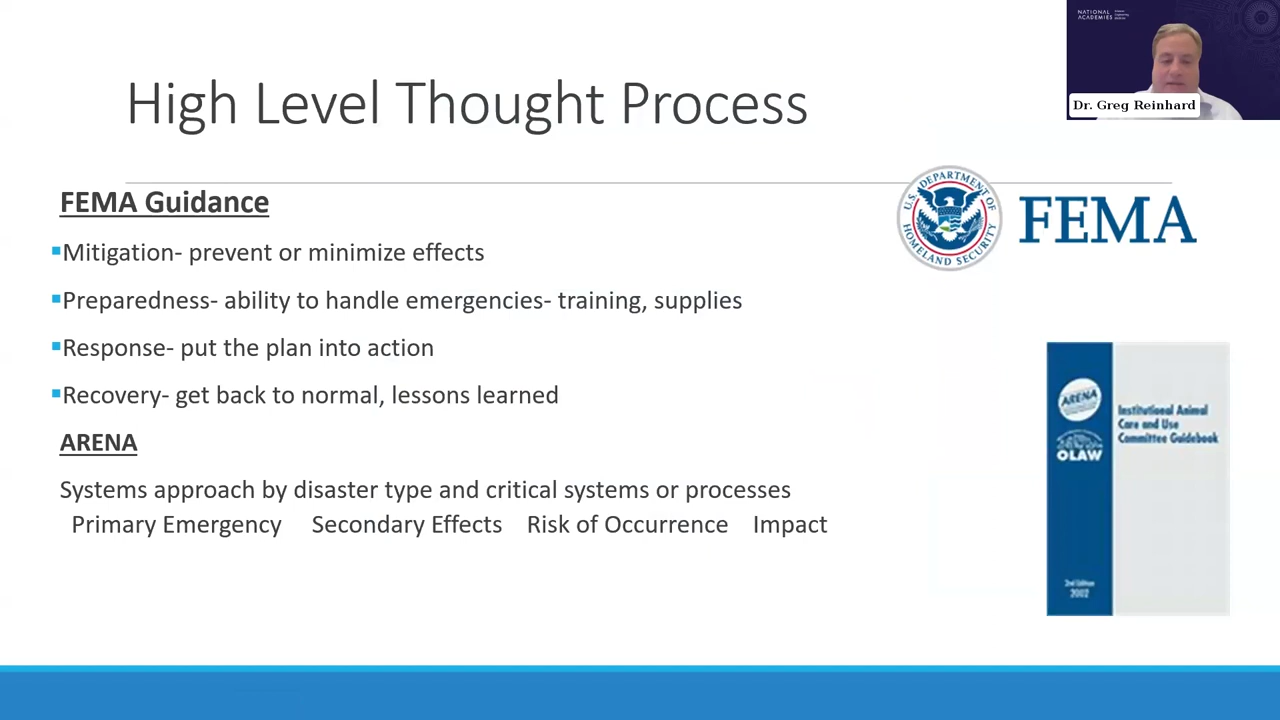 NATIONAL
ACADEMIES
Dr. Greg Reinhard
High Level Thought Process
FEMA Guidance
Mitigation- prevent or minimize effects
Preparedness- ability to handle emergencies- training, supplies
Response- put the plan into action
Recovery- get back to normal, lessons learned
ARENA
Systems approach by disaster type and critical systems or processes
Primary Emergency Secondary Effects Risk of Occurrence Impact
U.S. DEPARTMENT OF
HOMELAND SECURITY
FEMA
ARENA
OLAW
Institutional Animal
Care and Use
Committee Guidebook
2nd Edition
2002